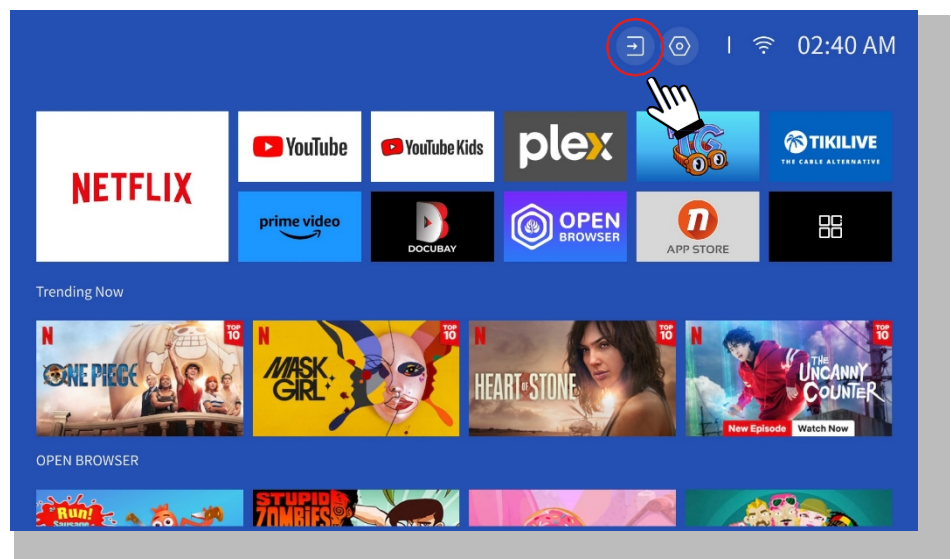 02:40 AM
NETFLIX
YouTube
YouTube Kids
plex
TIKILIVE
THE CABLE ALTERNATIVE
prime video
DOCUBAY
OPEN
BROWSER
n
APP STORE
Trending Now
N
TOP
10
ONE PIECE
N
TOP
10
MASK
GIRL
N
TOP
10
HEART OF STONE
N
TOP
10
THE
UNCANNY
COUNTER
New Episode
Watch Now
OPEN BROWSER
Run!
SAUSAGE
STUPID
ZOMBIES